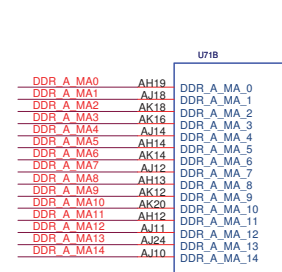 U71B
DDR_A_MA0 AH19 DDR_A_MA_0
DDR_A_MA1 AJ18 DDR_A_MA_1
DDR_A_MA2 AK18 DDR_A_MA_2
DDR_A_MA3 AK16 DDR_A_MA_3
DDR_A_MA4 AJ14 DDR_A_MA_4
DDR_A_MA5 AH14 DDR_A_MA_5
DDR_A_MA6 AK14 DDR_A_MA_6
DDR_A_MA7 AJ12 DDR_A_MA_7
DDR_A_MA8 AH13 DDR_A_MA_8
DDR_A_MA9 AK12 DDR_A_MA_9
DDR_A_MA10 AK20 DDR_A_MA_10
DDR_A_MA11 AH12 DDR_A_MA_11
DDR_A_MA12 AJ11 DDR_A_MA_12
DDR_A_MA13 AJ24 DDR_A_MA_13
DDR_A_MA14 AJ10 DDR_A_MA_14